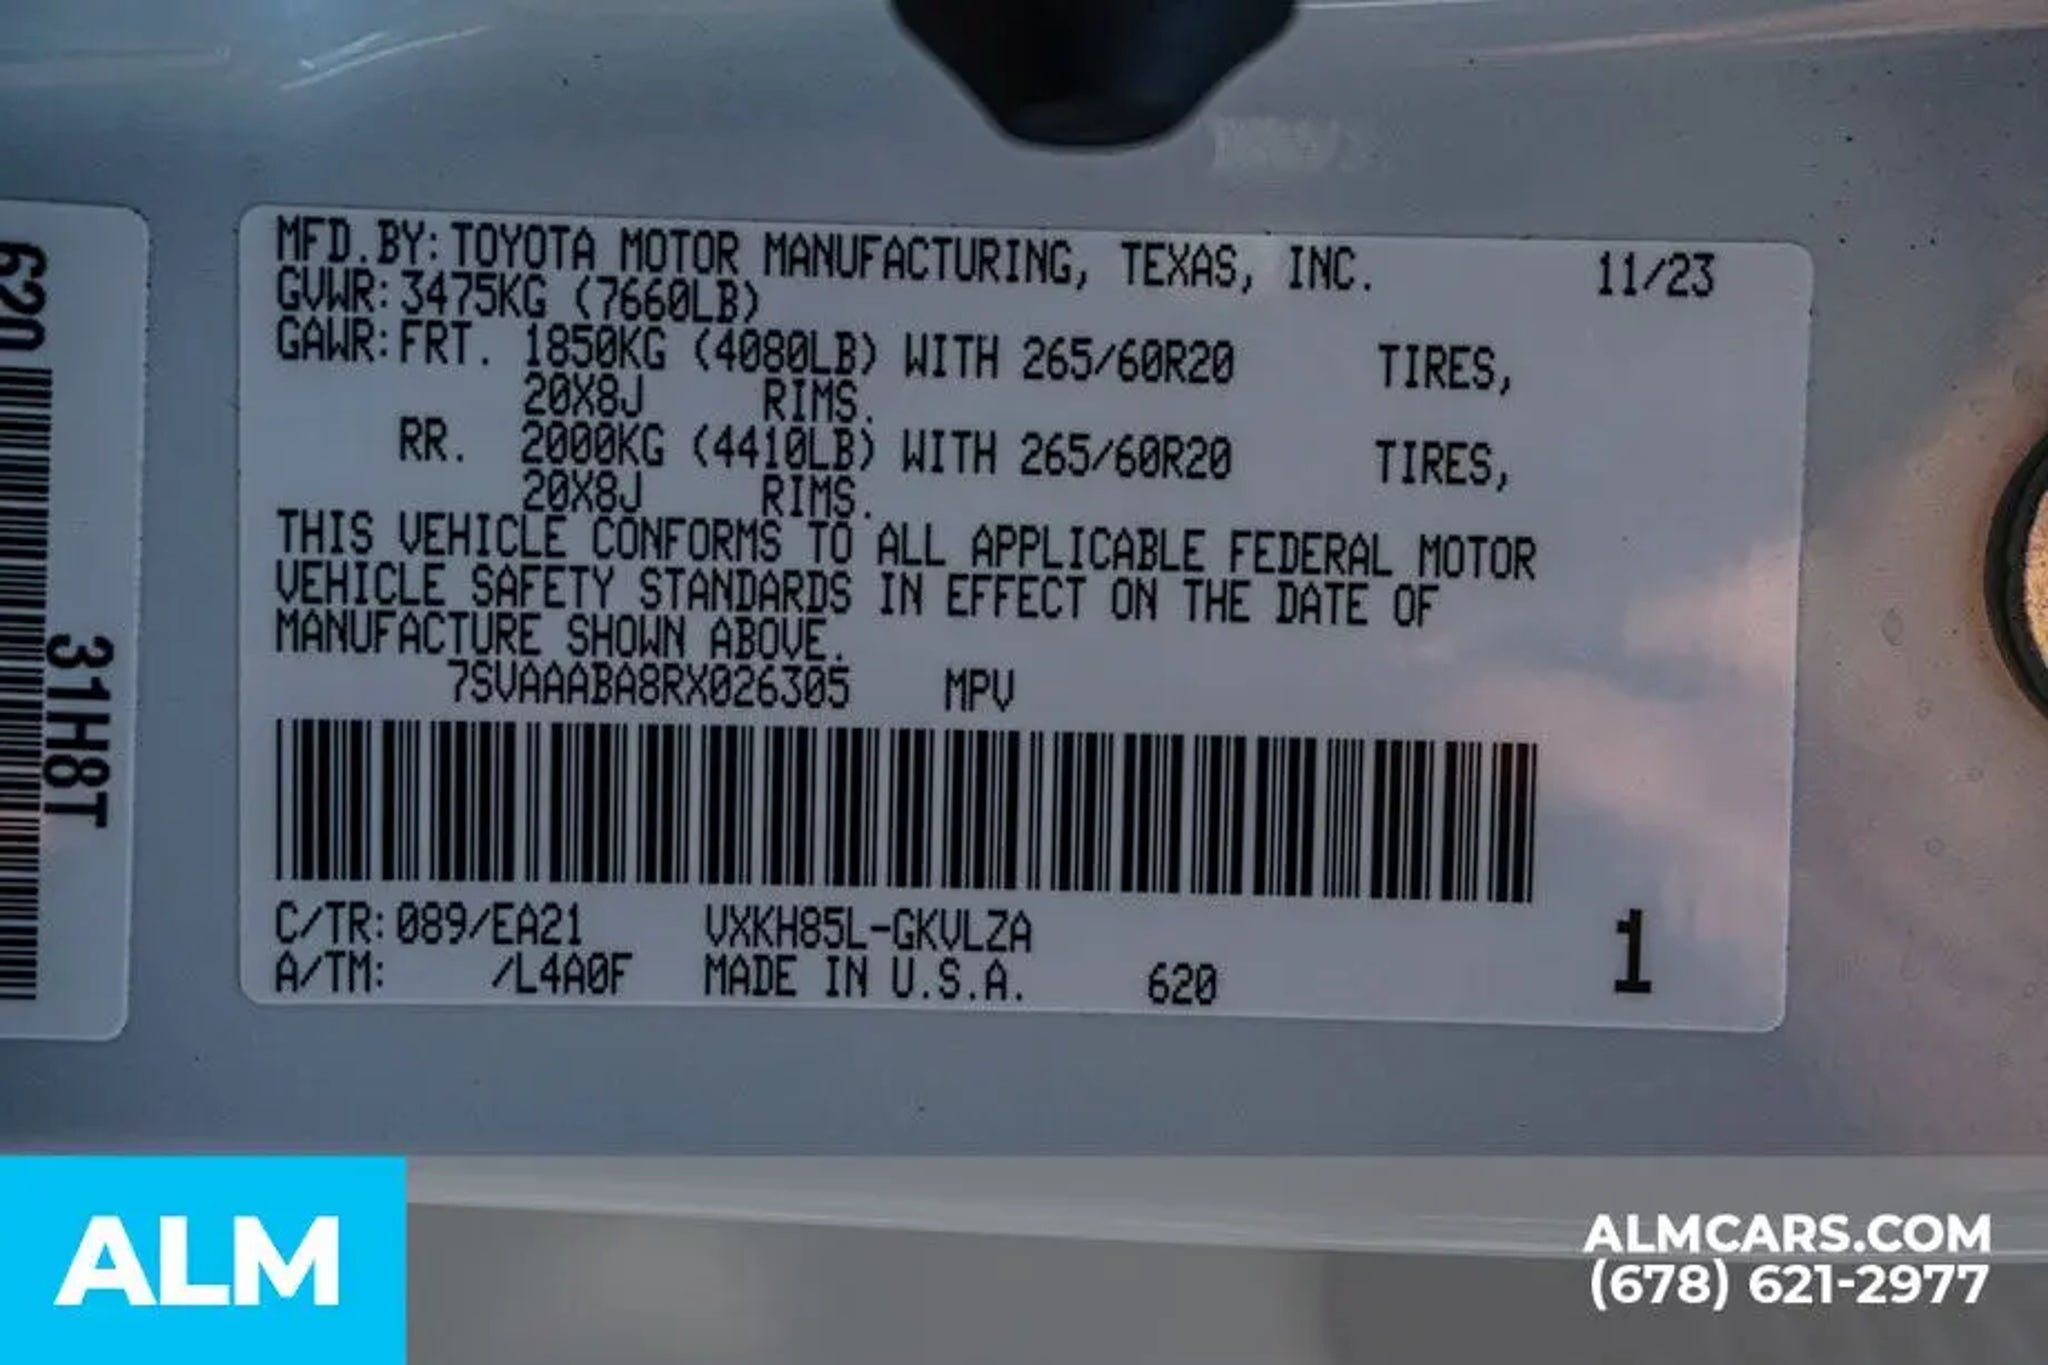 620
31H8T
MFD.BY: TOYOTA MOTOR MANUFACTURING, TEXAS, INC. 11/23
GVWR: 3475KG (7660LB)
GAWR: FRT. 1850KG (4080LB) WITH 265/60R20 TIRES,
20X8J RIMS.
RR. 2000KG (4410LB) WITH 265/60R20 TIRES,
20X8J RIMS.
THIS VEHICLE CONFORMS TO ALL APPLICABLE FEDERAL MOTOR
VEHICLE SAFETY STANDARDS IN EFFECT ON THE DATE OF
MANUFACTURE SHOWN ABOVE.
7SVAAABA8RX026305 MPV
C/TR: 089/EA21 VXKH85L-GKVLZA
A/TM: /L4A0F MADE IN U.S.A. 620
1
ALM
ALMCARS.COM
(678) 621-2977